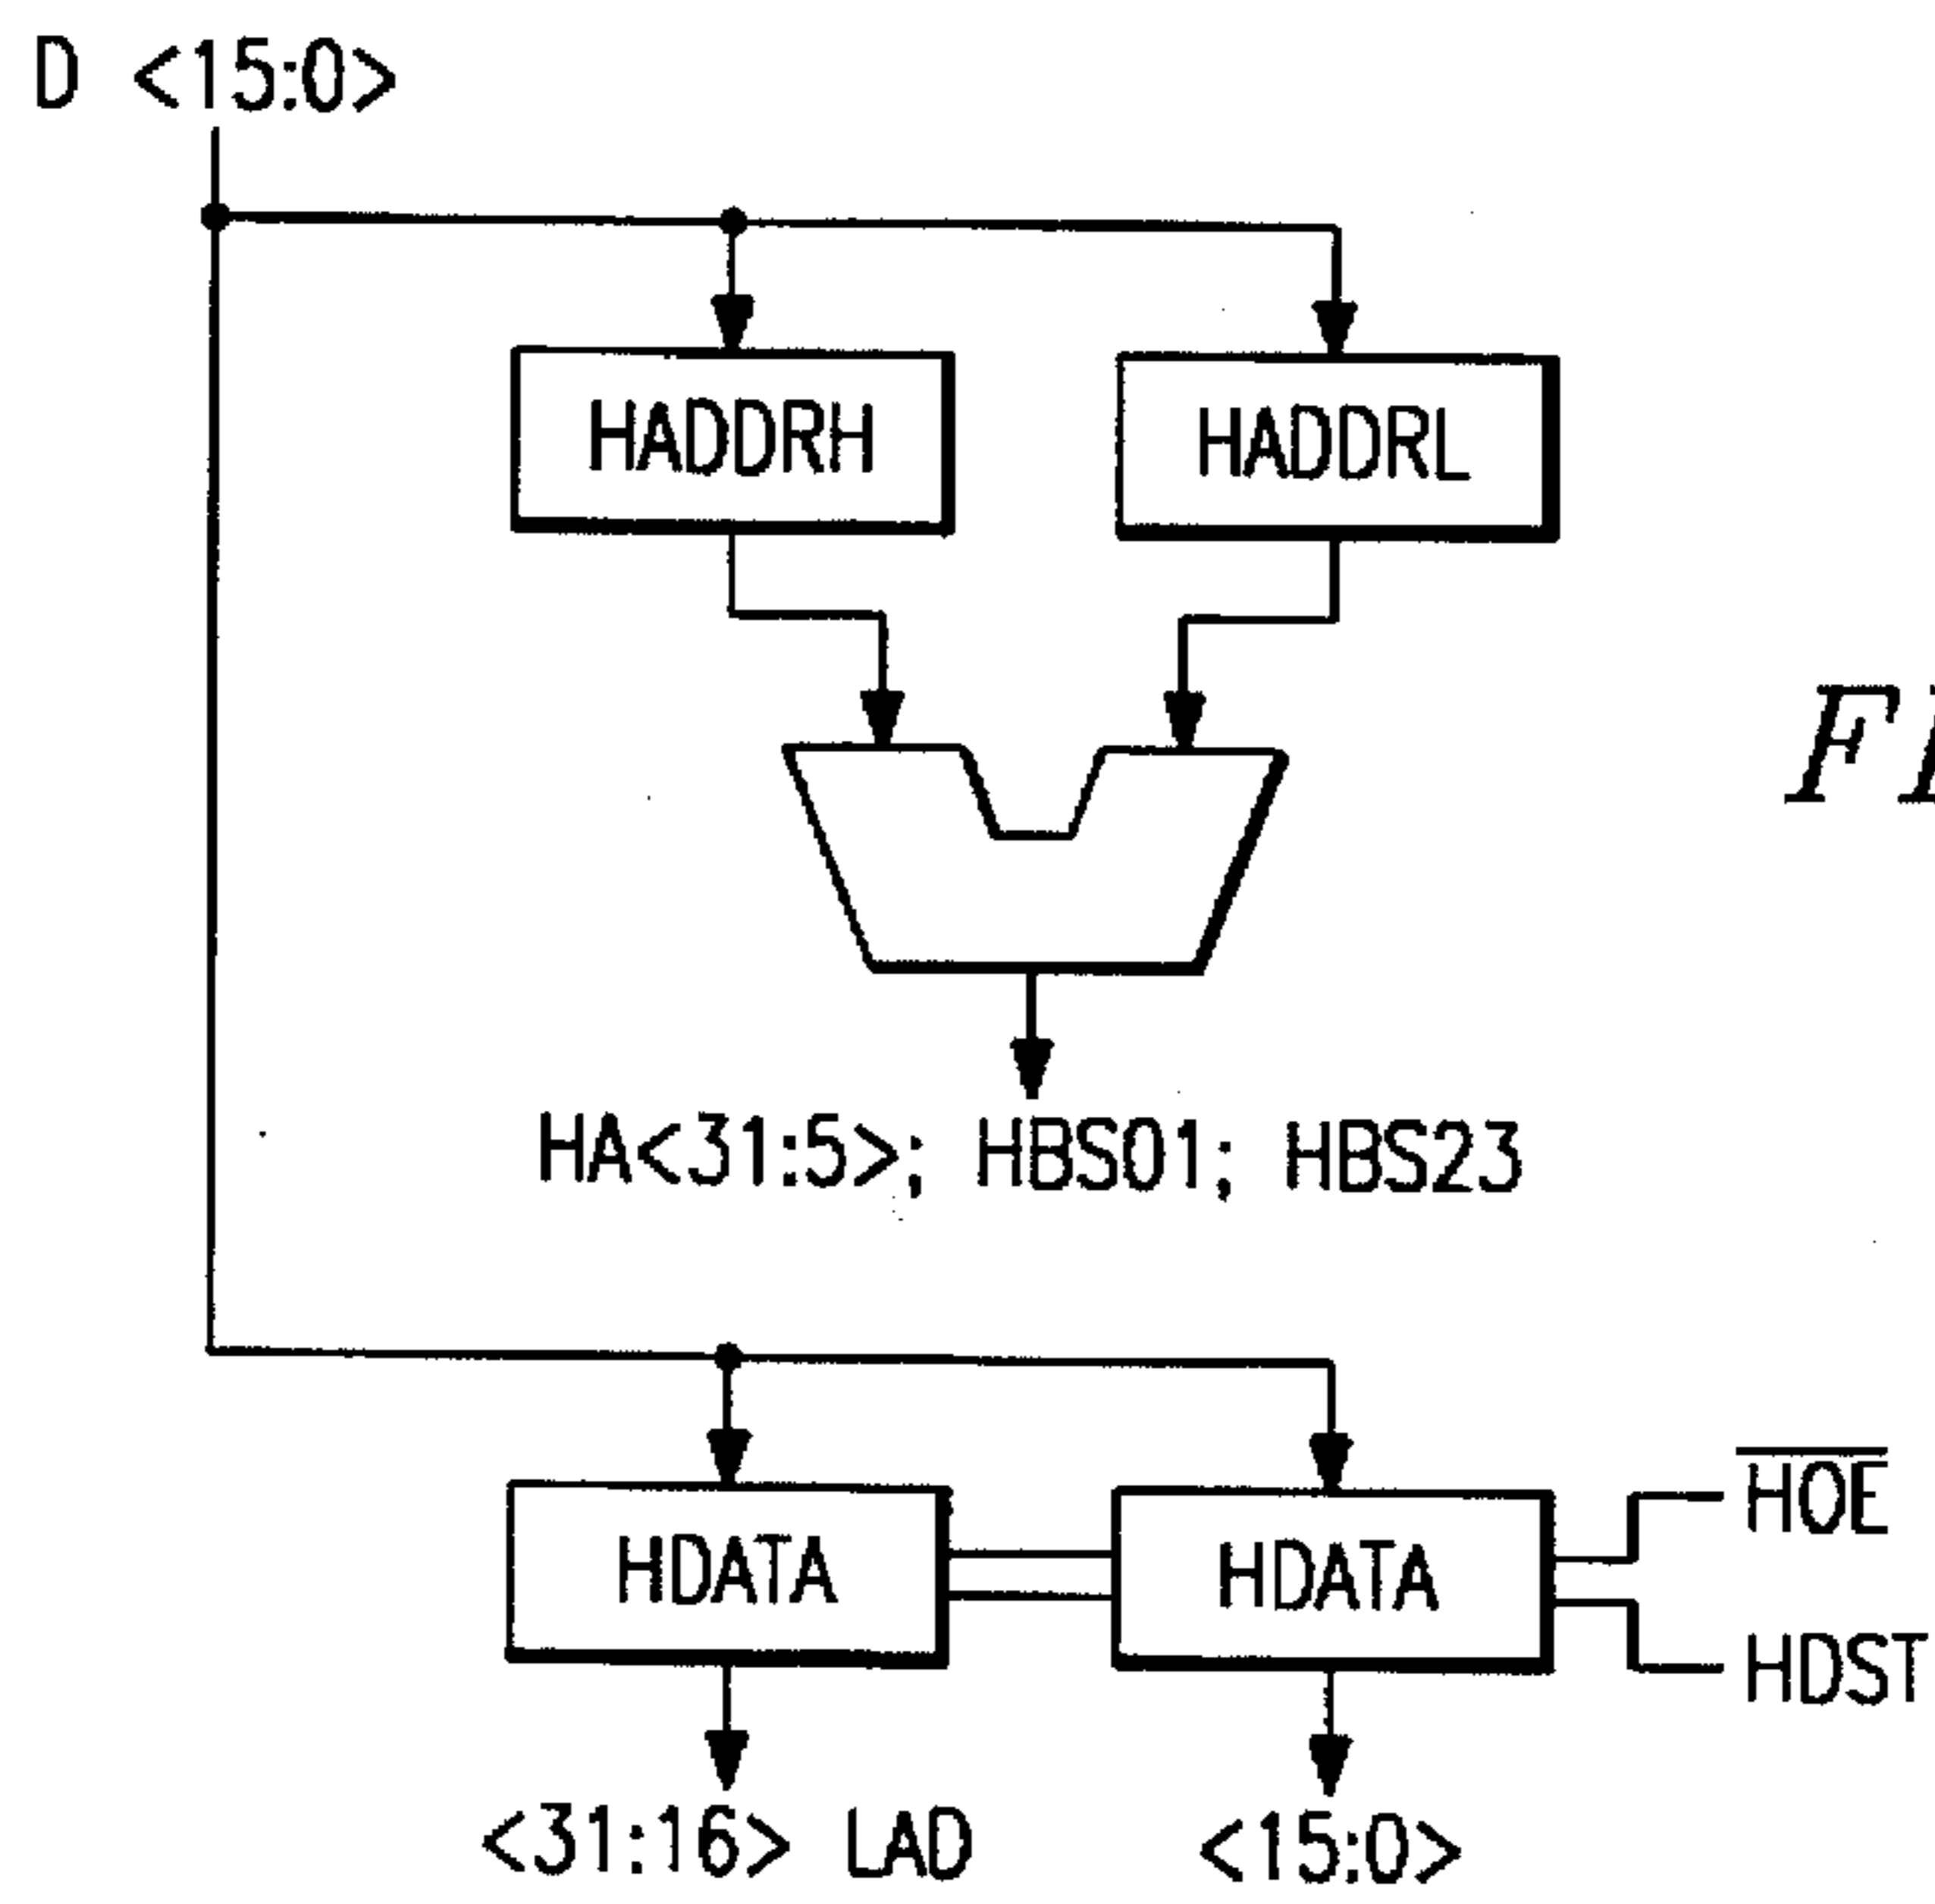 D <15:0>
HADDRH HADDRL
HA<31:5>; HBS01; HBS23
HOE
HDATA HDATA
HDST
<31:16> LAD <15:0>